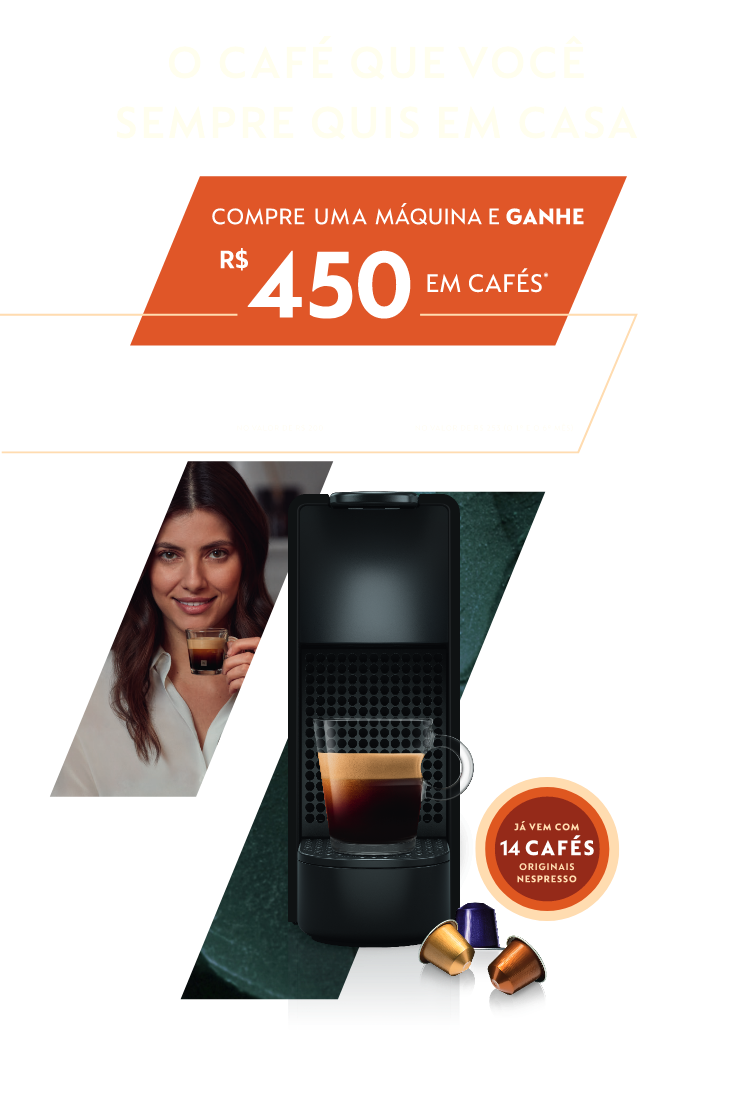 O CAFÉ QUE VOCÊ
SEMPRE QUIS EM CASA
COMPRE UMA MÁQUINA E GANHE
R$ 450 EM CAFÉS*
JÁ VEM COM
14 CAFÉS
ORIGINAIS
NESPRESSO